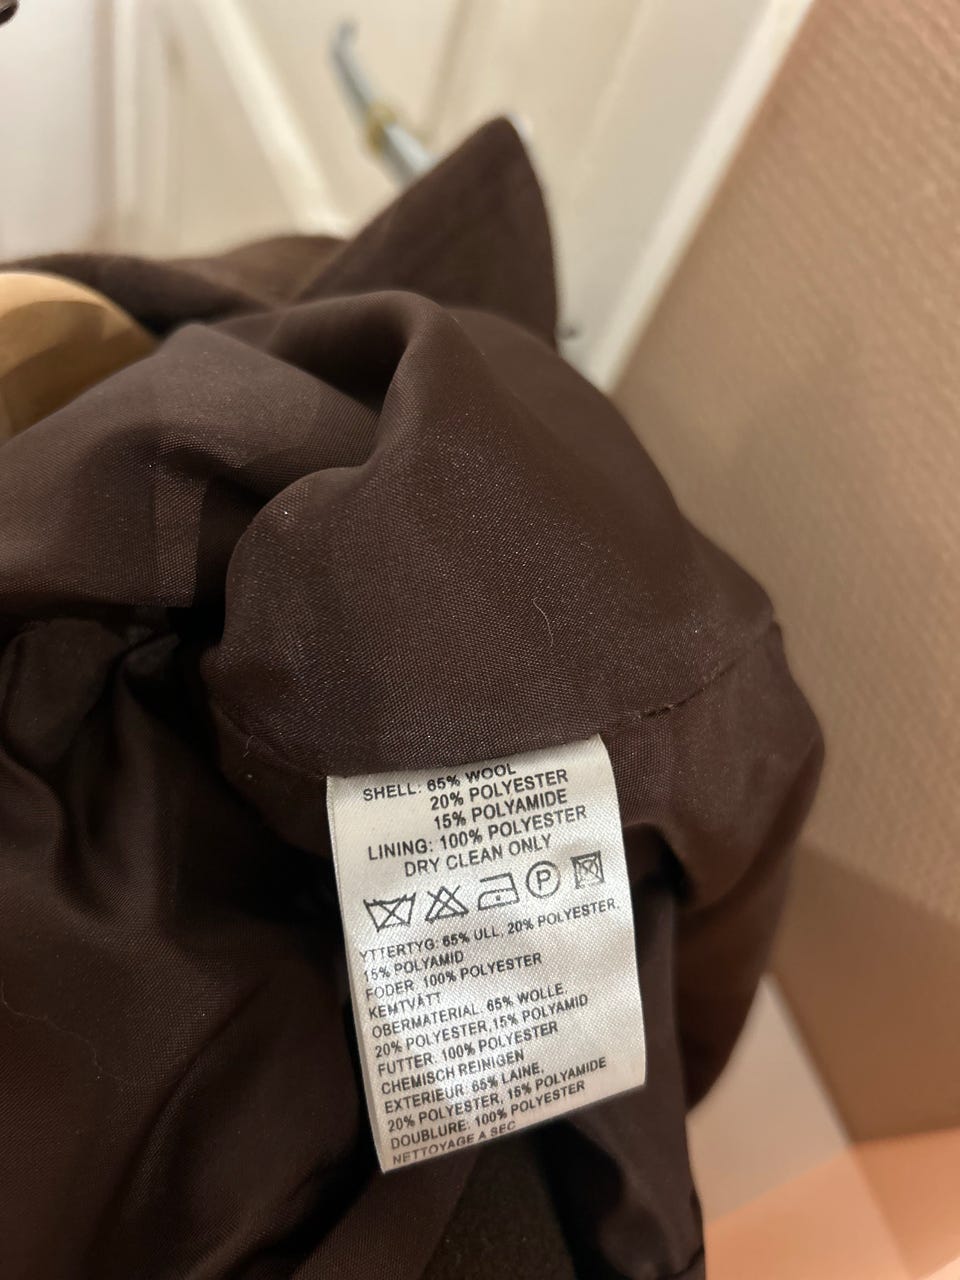 SHELL: 65% WOOL
20% POLYESTER
15% POLYAMIDE
LINING: 100% POLYESTER
DRY CLEAN ONLY
P
YTTERTYG: 65% ULL, 20% POLYESTER,
15% POLYAMID
FODER: 100% POLYESTER
KEMTVÄTT
OBERMATERIAL: 65% WOLLE,
20% POLYESTER,15% POLYAMID
FUTTER: 100% POLYESTER
CHEMISCH REINIGEN
EXTERIEUR: 65% LAINE,
20% POLYESTER, 15% POLYAMIDE
DOUBLURE: 100% POLYESTER
NETTOYAGE A SEC